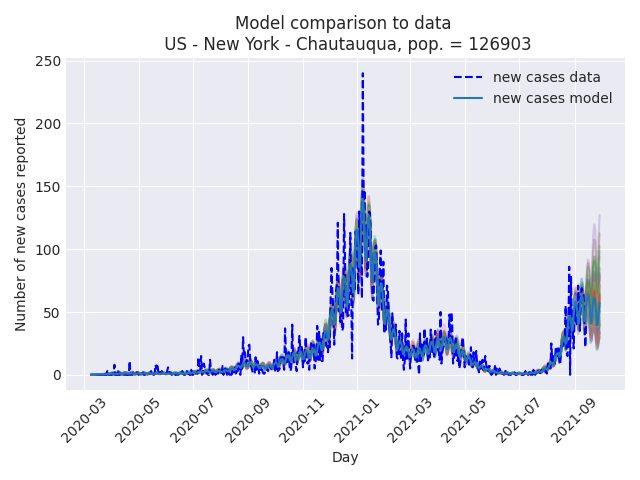 Model comparison to data
US - New York - Chautauqua, pop. = 126903
250
200
150
100
50
0
Number of new cases reported
new cases data
new cases model
2020-03
2020-05
2020-07
2020-09
2020-11
2021-01
2021-03
2021-05
2021-07
2021-09
Day